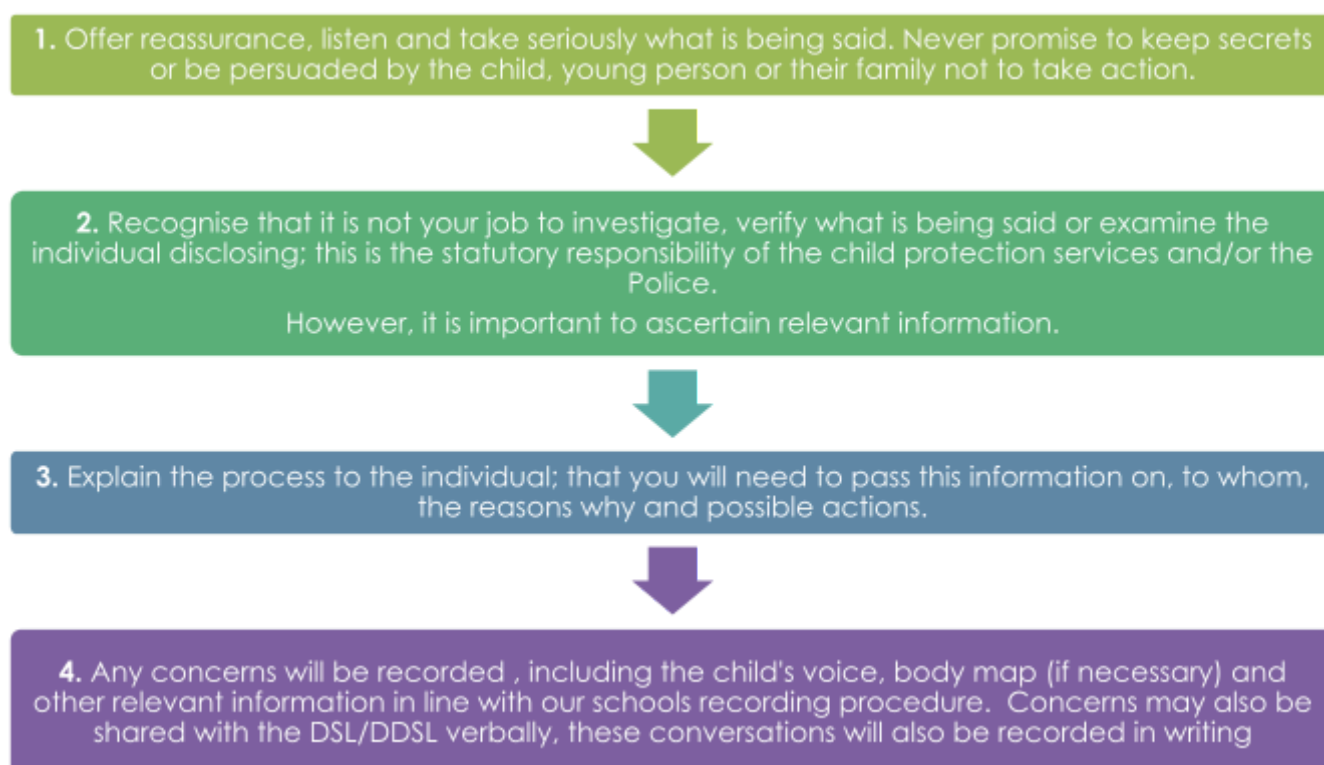 1. Offer reassurance, listen and take seriously what is being said. Never promise to keep secrets
or be persuaded by the child, young person or their family not to take action.
2. Recognise that it is not your job to investigate, verify what is being said or examine the
individual disclosing; this is the statutory responsibility of the child protection services and/or the
Police.
However, it is important to ascertain relevant information.
3. Explain the process to the individual; that you will need to pass this information on, to whom,
the reasons why and possible actions.
4. Any concerns will be recorded , including the child's voice, body map (if necessary) and
other relevant information in line with our schools recording procedure.  Concerns may also be
shared with the DSL/DDSL verbally, these conversations will also be recorded in writing